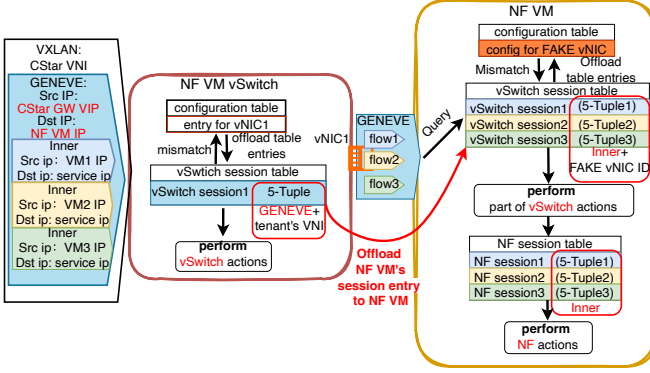 VXLAN:
CStar VNI
GENEVE:
Src IP:
CStar GW VIP
Dst IP:
NF VM IP
Inner
Src ip: VM1 IP
Dst ip: service ip
Inner
Src ip: VM2 IP
Dst ip: service ip
Inner
Src ip: VM3 IP
Dst ip: service ip
NF VM vSwitch
configuration table
entry for vNIC1
mismatch
offload table
entries
vSwtich session table
vSwitch session1
5-Tuple
GENEVE+
tenant's VNI
perform
vSwitch actions
vNIC1
GENEVE
flow1
flow2
flow3
Query
Offload
NF VM's
session entry
to NF VM
NF VM
configuration table
config for FAKE vNIC
Mismatch
Offload
table entries
vSwitch session table
vSwitch session1 (5-Tuple1)
vSwitch session2 (5-Tuple2)
vSwitch session3 (5-Tuple3)
Inner+
FAKE vNIC ID
perform
part of vSwitch actions
NF session table
NF session1 (5-Tuple1)
NF session2 (5-Tuple2)
NF session3 (5-Tuple3)
Inner
perform
NF actions